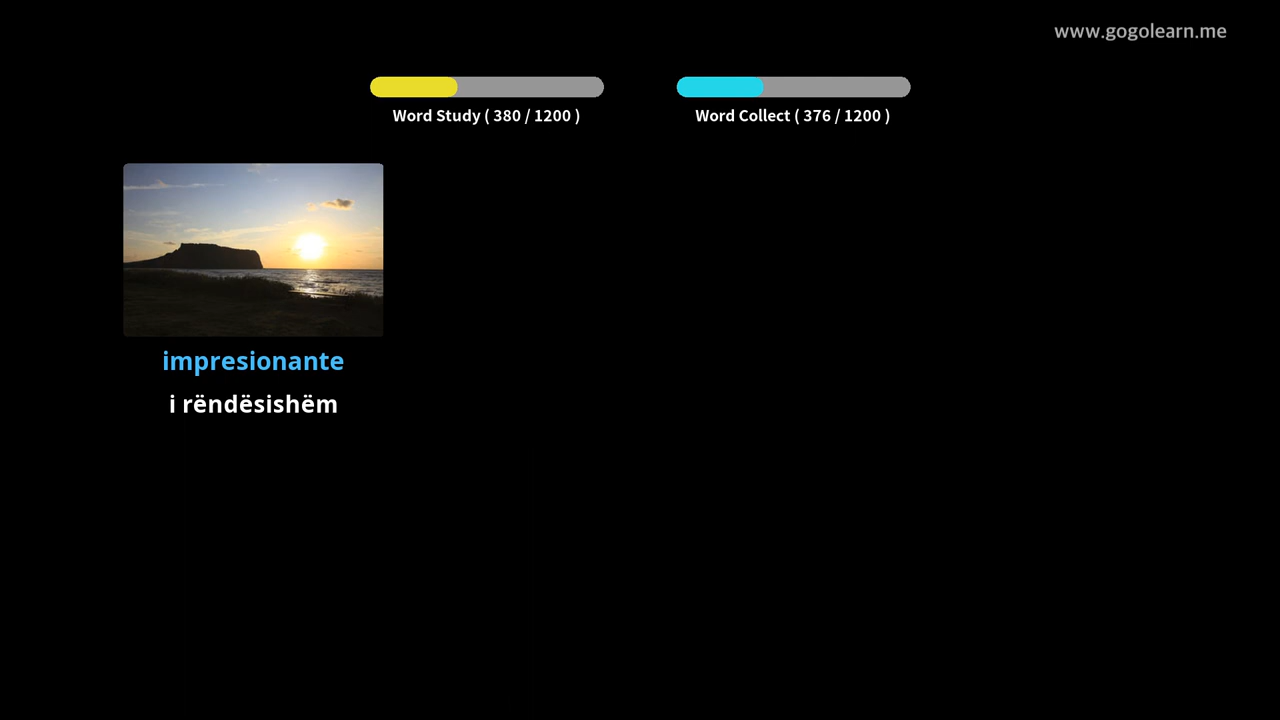 www.gogolearn.me
Word Study ( 380 / 1200 )
Word Collect ( 376 / 1200 )
impresionante
i rëndësishëm